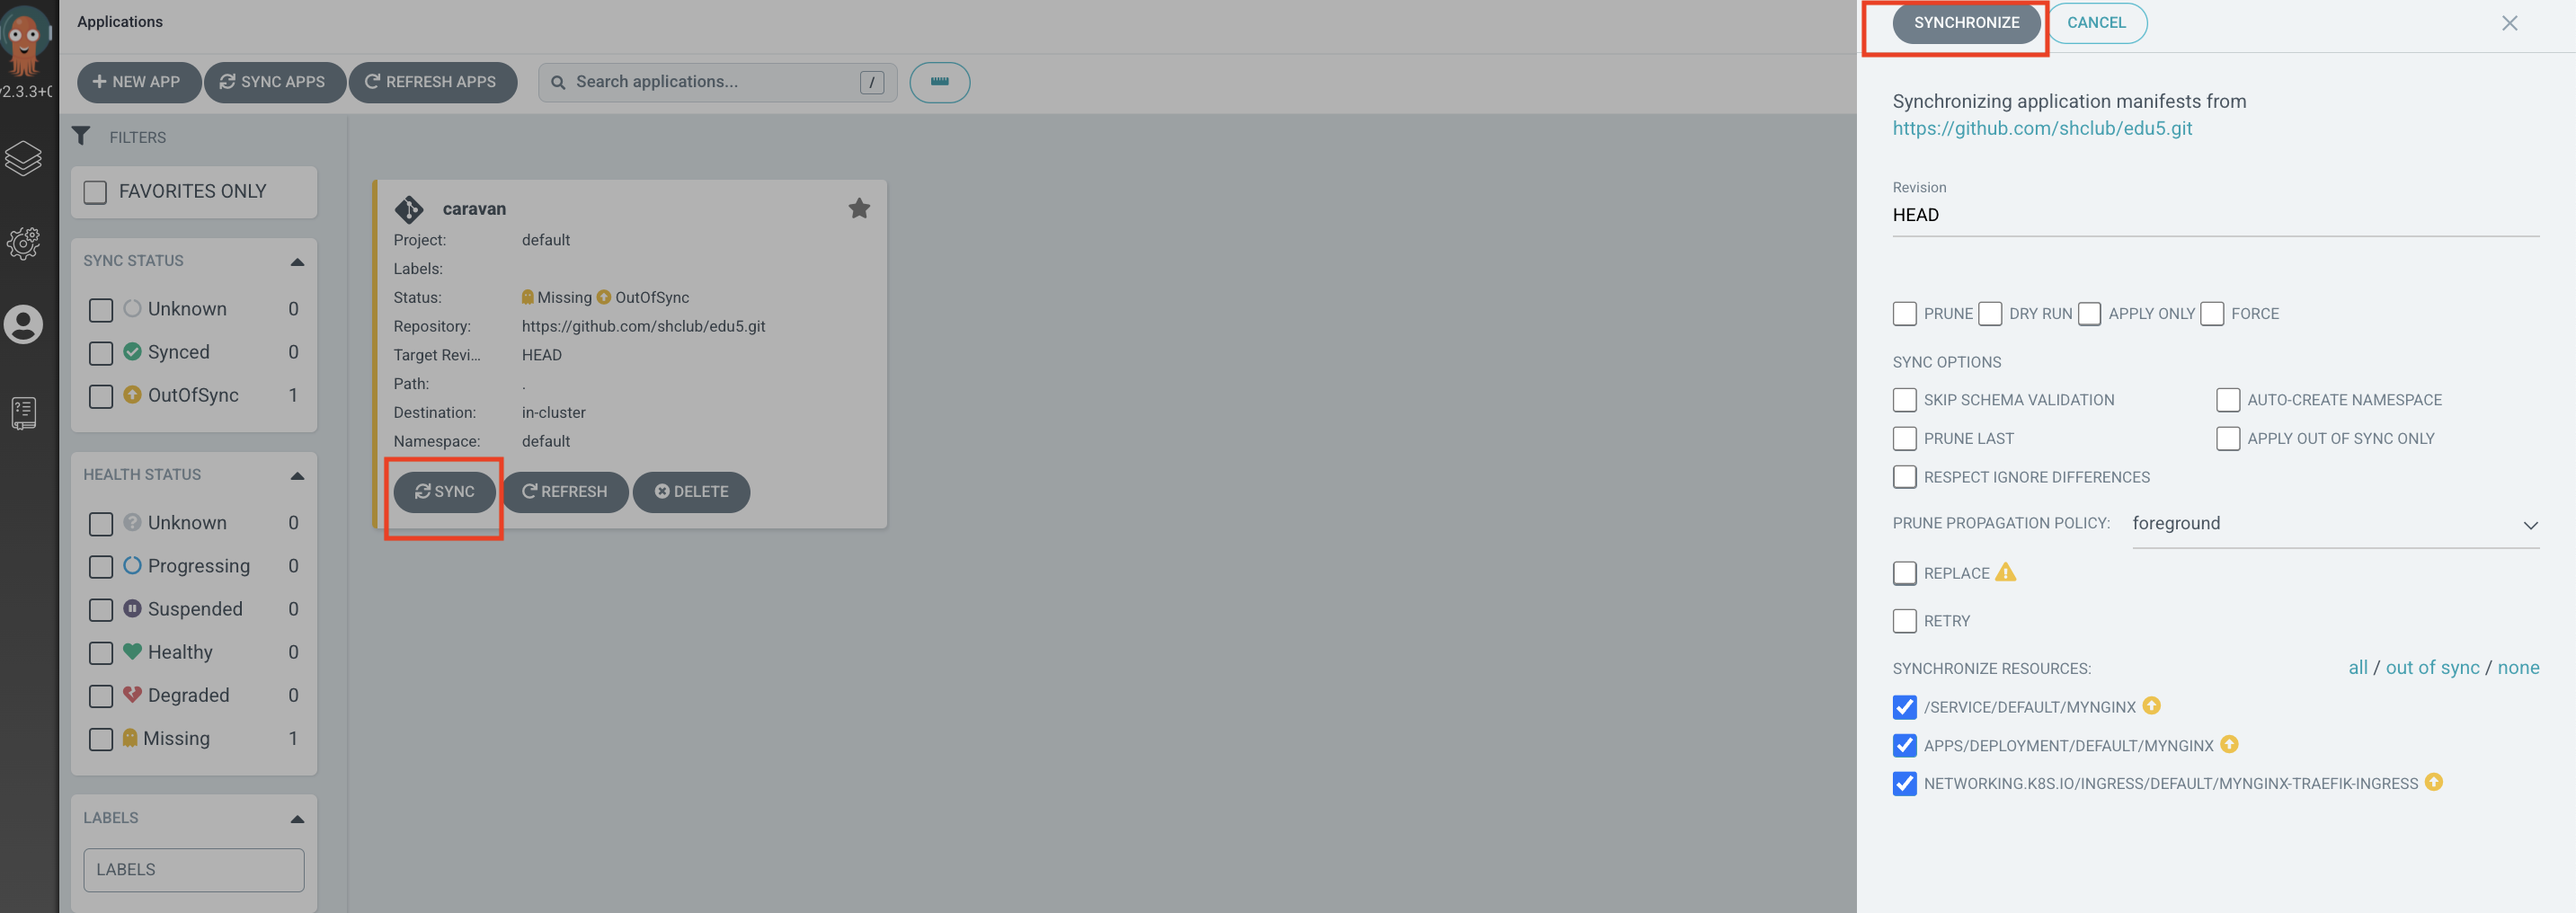 Applications
v2.3.3+0
NEW APP
SYNC APPS
REFRESH APPS
Search applications...
/
FILTERS
FAVORITES ONLY
SYNC STATUS
Unknown 0
Synced 0
OutOfSync 1
HEALTH STATUS
Unknown 0
Progressing 0
Suspended 0
Healthy 0
Degraded 0
Missing 1
LABELS
LABELS
caravan
Project: default
Labels:
Status: Missing OutOfSync
Repository: https://github.com/shclub/edu5.git
Target Revi... HEAD
Path: .
Destination: in-cluster
Namespace: default
SYNC
REFRESH
DELETE
SYNCHRONIZE
CANCEL
Synchronizing application manifests from
https://github.com/shclub/edu5.git
Revision
HEAD
PRUNE DRY RUN APPLY ONLY FORCE
SYNC OPTIONS
SKIP SCHEMA VALIDATION AUTO-CREATE NAMESPACE
PRUNE LAST APPLY OUT OF SYNC ONLY
RESPECT IGNORE DIFFERENCES
PRUNE PROPAGATION POLICY: foreground
REPLACE
RETRY
SYNCHRONIZE RESOURCES: all / out of sync / none
/SERVICE/DEFAULT/MYNGINX
APPS/DEPLOYMENT/DEFAULT/MYNGINX
NETWORKING.K8S.IO/INGRESS/DEFAULT/MYNGINX-TRAEFIK-INGRESS